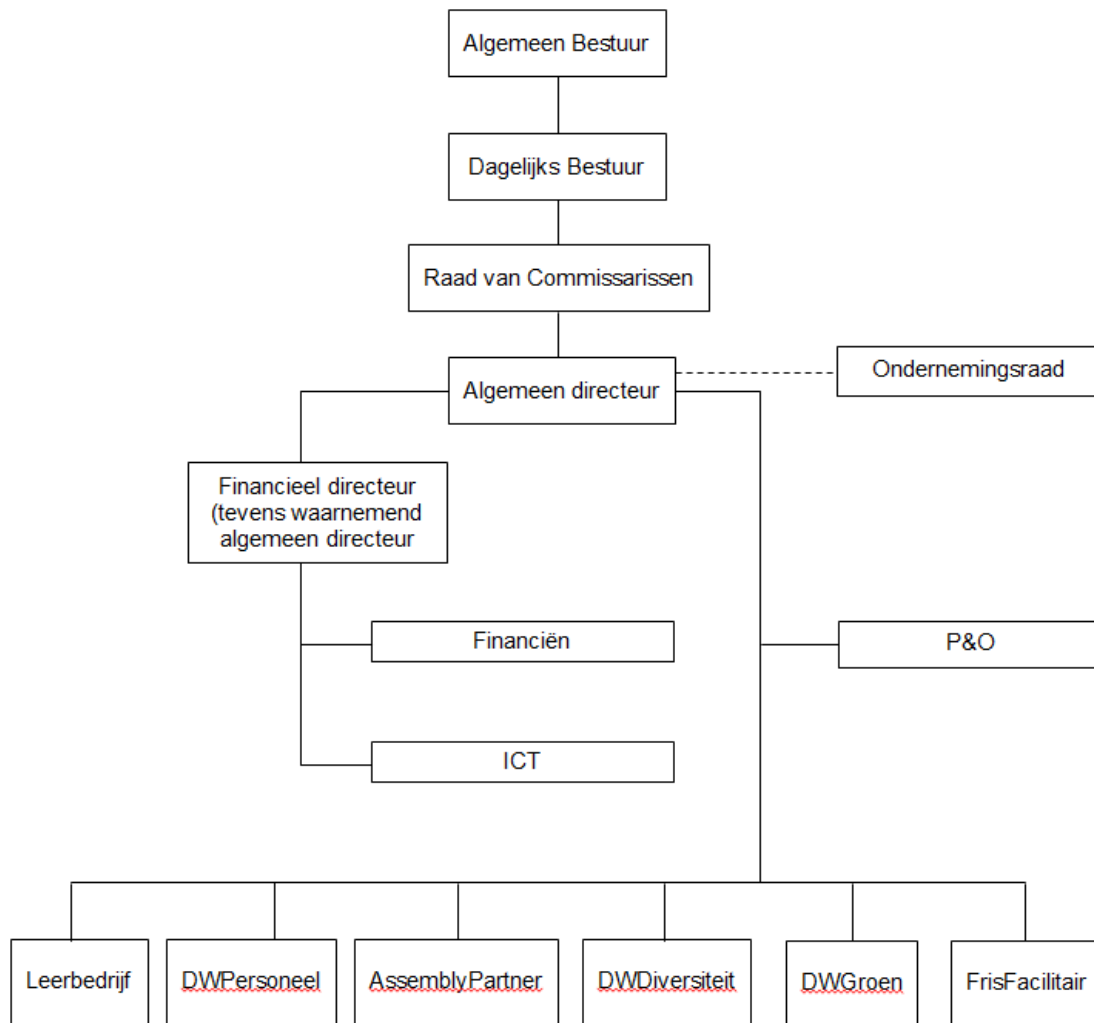 Algemeen Bestuur
Dagelijks Bestuur
Raad van Commissarissen
Algemeen directeur
Ondernemingsraad
Financieel directeur
(tevens waarnemend
algemeen directeur
Financiën
P&O
ICT
Leerbedrijf
DWPersoneel
AssemblyPartner
DWDiversiteit
DWGroen
FrisFacilitair